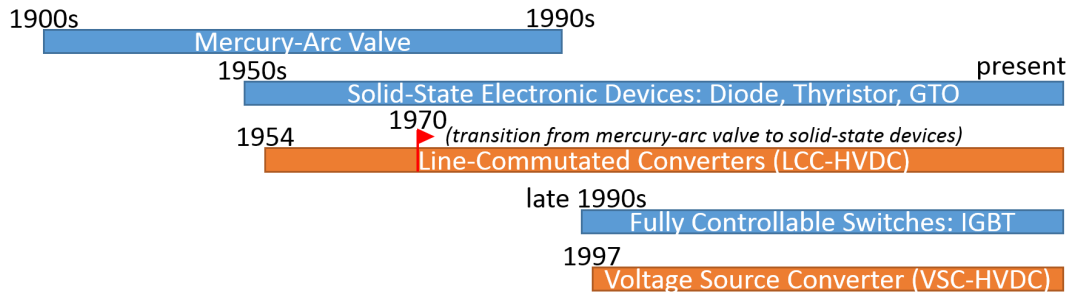 1900s
1990s
Mercury-Arc Valve
1950s
present
Solid-State Electronic Devices: Diode, Thyristor, GTO
1970
1954
(transition from mercury-arc valve to solid-state devices)
Line-Commutated Converters (LCC-HVDC)
late 1990s
Fully Controllable Switches: IGBT
1997
Voltage Source Converter (VSC-HVDC)